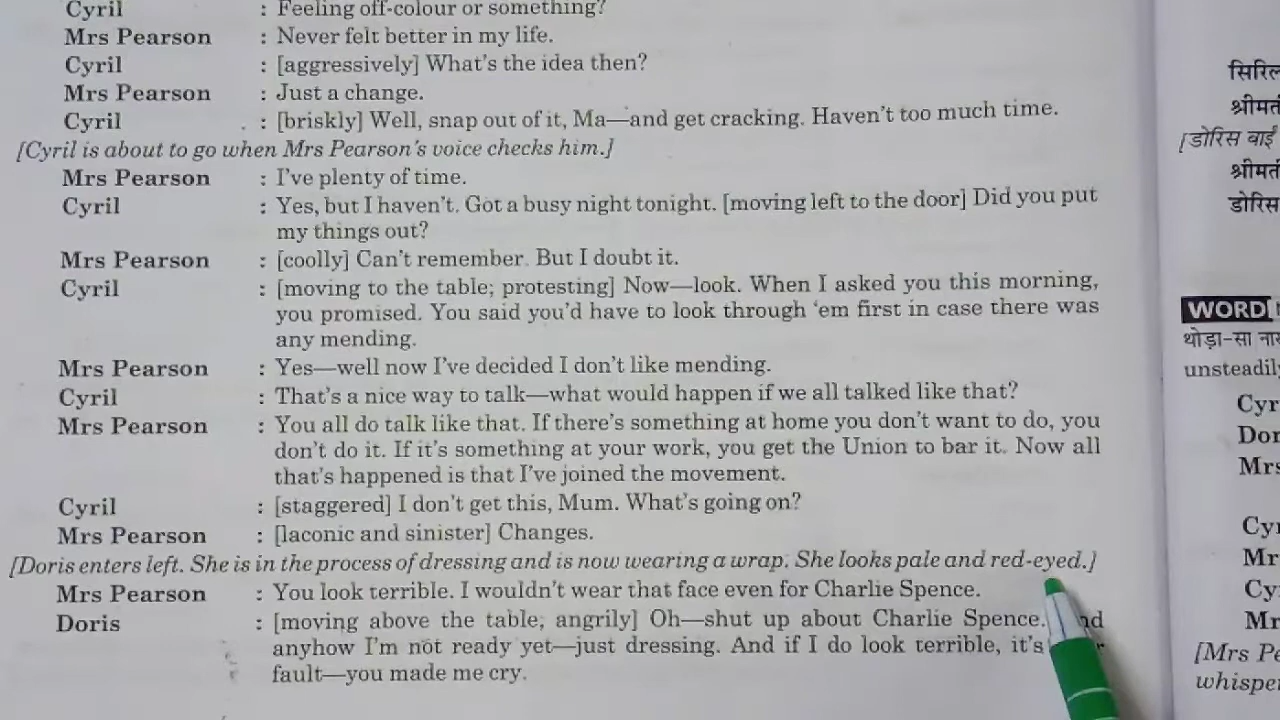 Cyril : Feeling off-colour or something?
Mrs Pearson : Never felt better in my life.
Cyril : [aggressively] What's the idea then?
Mrs Pearson : Just a change.
Cyril : [briskly] Well, snap out of it, Ma—and get cracking. Haven't too much time.
[Cyril is about to go when Mrs Pearson's voice checks him.]
Mrs Pearson : I've plenty of time.
Cyril : Yes, but I haven't. Got a busy night tonight. [moving left to the door] Did you put
my things out?
Mrs Pearson : [coolly] Can't remember. But I doubt it.
Cyril : [moving to the table; protesting] Now—look. When I asked you this morning,
you promised. You said you'd have to look through 'em first in case there was
any mending.
Mrs Pearson : Yes—well now I've decided I don't like mending.
Cyril : That's a nice way to talk—what would happen if we all talked like that?
Mrs Pearson : You all do talk like that. If there's something at home you don't want to do, you
don't do it. If it's something at your work, you get the Union to bar it. Now all
that's happened is that I've joined the movement.
Cyril : [staggered] I don't get this, Mum. What's going on?
Mrs Pearson : [laconic and sinister] Changes.
[Doris enters left. She is in the process of dressing and is now wearing a wrap. She looks pale and red-eyed.]
Mrs Pearson : You look terrible. I wouldn't wear that face even for Charlie Spence.
Doris : [moving above the table; angrily] Oh—shut up about Charlie Spence.
anyhow I'm not ready yet—just dressing. And if I do look terrible, it's
fault—you made me cry.
[डोरिस वाई
डोरिस
WORD
थोड़ा-सा